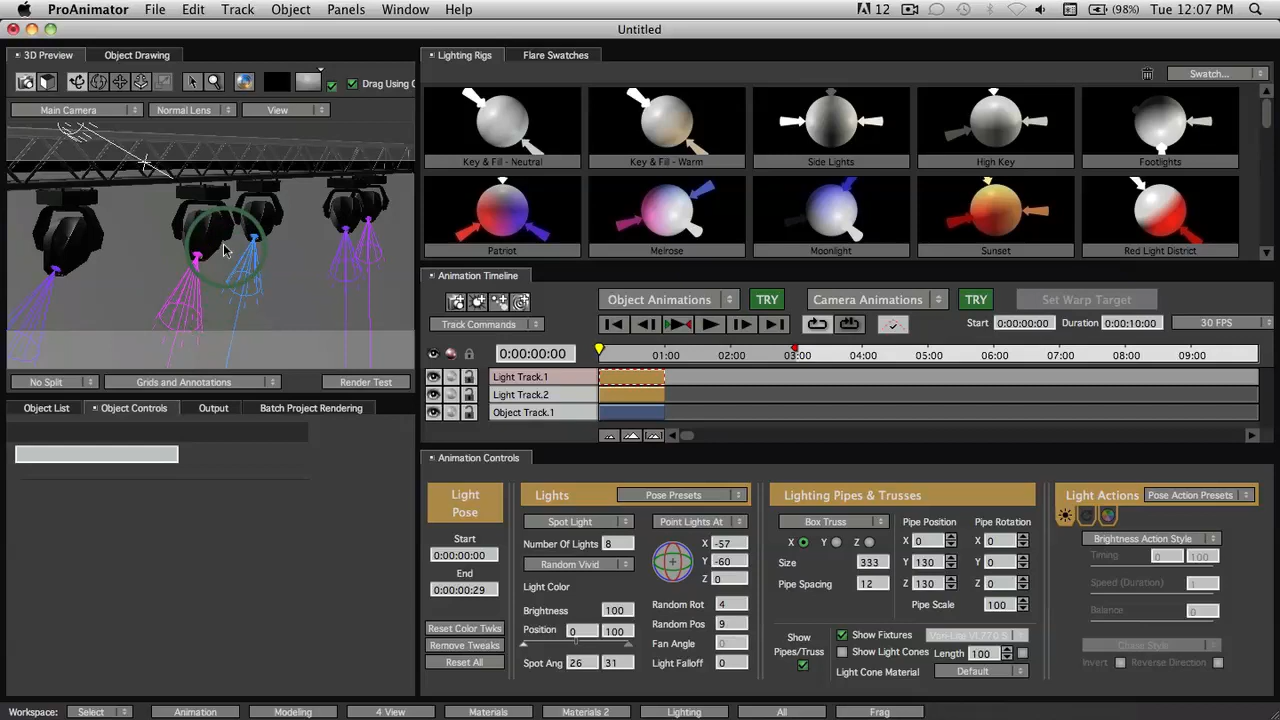 ProAnimator File Edit Track Object Panels Window Help 12 (98%) Tue 12:07 PM
Untitled
3D Preview Object Drawing Lighting Rigs Flare Swatches
Drag Using Swatch...
Main Camera Normal Lens View
Key & Fill - Neutral Key & Fill - Warm Side Lights High Key Footlights
Patriot Melrose Moonlight Sunset Red Light District
Animation Timeline
Object Animations TRY Camera Animations TRY Set Warp Target
Track Commands Start 0:00:00:00 Duration 0:00:10:00 30 FPS
0:00:00:00 01:00 02:00 03:00 04:00 05:00 06:00 07:00 08:00 09:00
No Split Grids and Annotations Render Test
Light Track.1
Light Track.2
Object Track.1
Object List Object Controls Output Batch Project Rendering
Animation Controls
Light Pose
Start
0:00:00:00
End
0:00:00:29
Reset Color Twks
Remove Tweaks
Reset All
Lights Pose Presets
Spot Light Point Lights At
Number Of Lights 8 X -57
Random Vivid Y -60
Light Color Z 0
Brightness 100 Random Rot 4
Position 0 100 Random Pos 9
Fan Angle 0
Spot Ang 26 31 Light Falloff 0
Lighting Pipes & Trusses
Box Truss Pipe Position Pipe Rotation
X Y Z X 0 X 0
Size 333 Y 130 Y 0
Pipe Spacing 12 Z 130 Z 0
Pipe Scale 100
Show Pipes/Truss Show Fixtures
Show Light Cones Length 100
Light Cone Material Default
Light Actions Pose Action Presets
Brightness Action Style
Timing 0 100
Speed (Duration) 1
Balance 0
Chase Style
Invert Reverse Direction
Workspace: Select Animation Modeling 4 View Materials Materials 2 Lighting All Frag